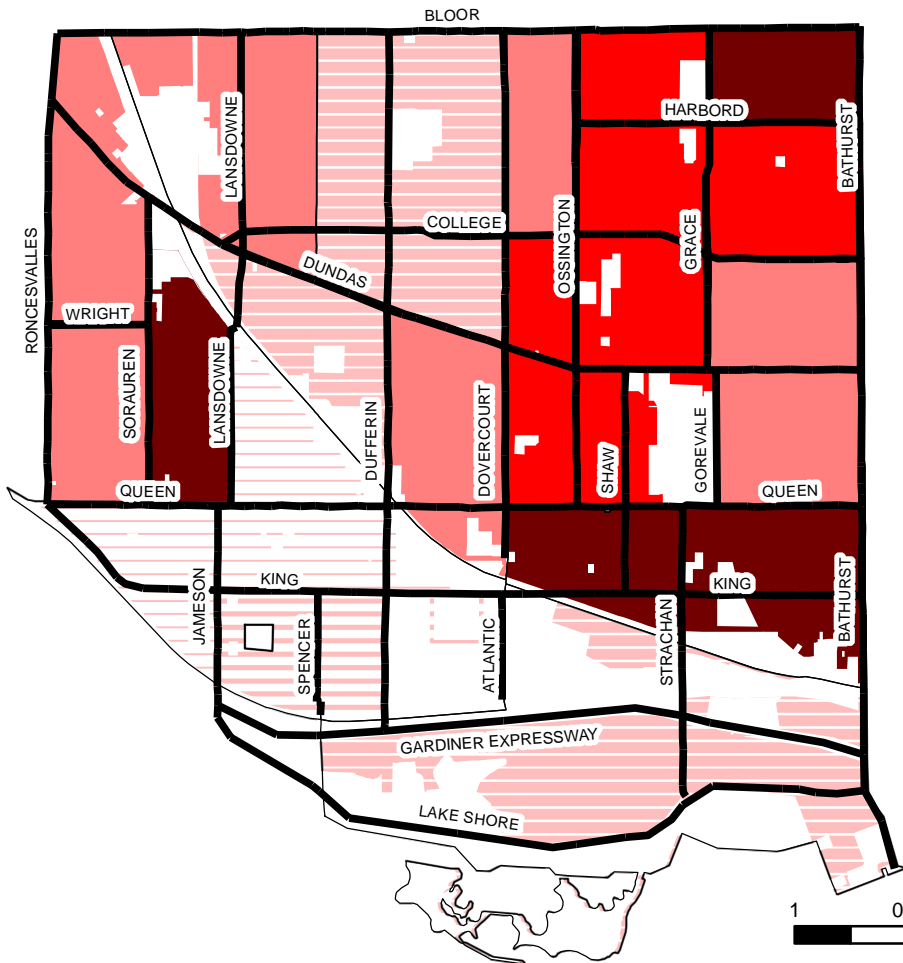 BLOOR
LANSDOWNE
HARBORD
BATHURST
COLLEGE
OSSINGTON
GRACE
RONCESVALLES
DUNDAS
WRIGHT
SORAUREN
LANSDOWNE
DUFFERIN
DOVERCOURT
SHAW
GOREVALE
QUEEN
QUEEN
KING
KING
JAMESON
SPENCER
ATLANTIC
STRACHAN
BATHURST
GARDINER EXPRESSWAY
LAKE SHORE
1 0